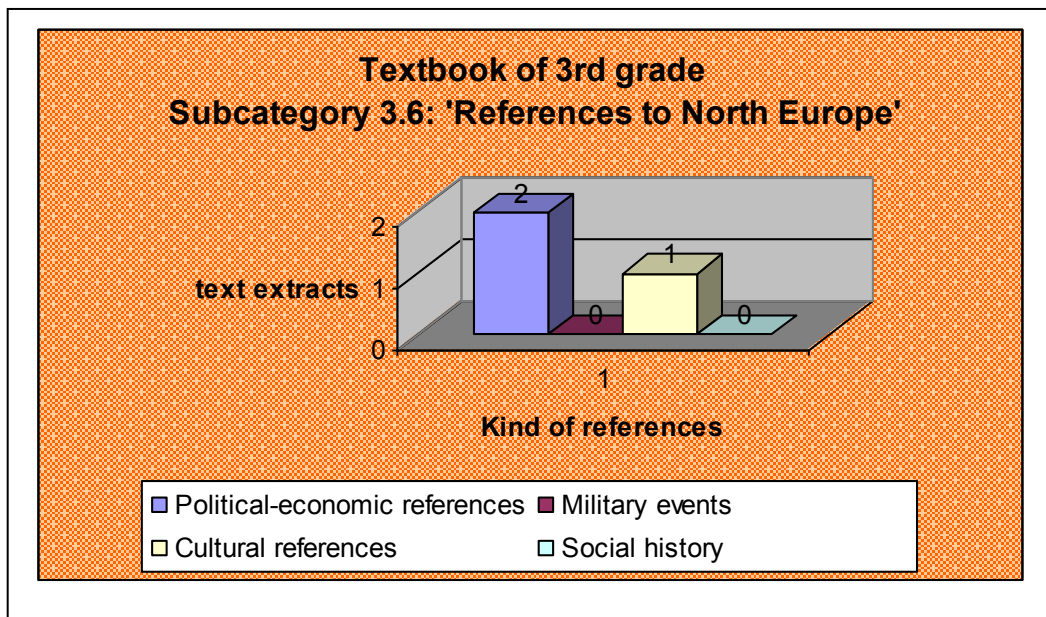 Textbook of 3rd grade
Subcategory 3.6: 'References to North Europe'
2
2
1
1
0
0
0
text extracts
1
Kind of references
Political-economic references
Military events
Cultural references
Social history